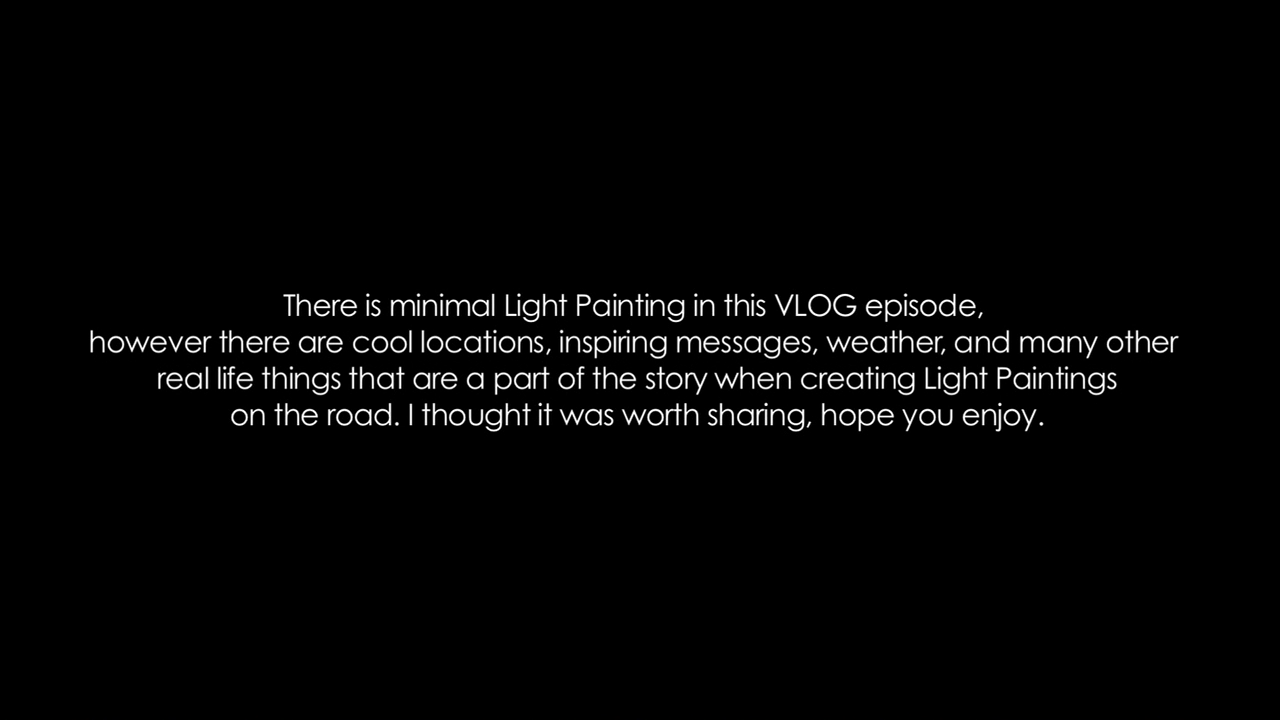 There is minimal Light Painting in this VLOG episode,
however there are cool locations, inspiring messages, weather, and many other
real life things that are a part of the story when creating Light Paintings
on the road. I thought it was worth sharing, hope you enjoy.